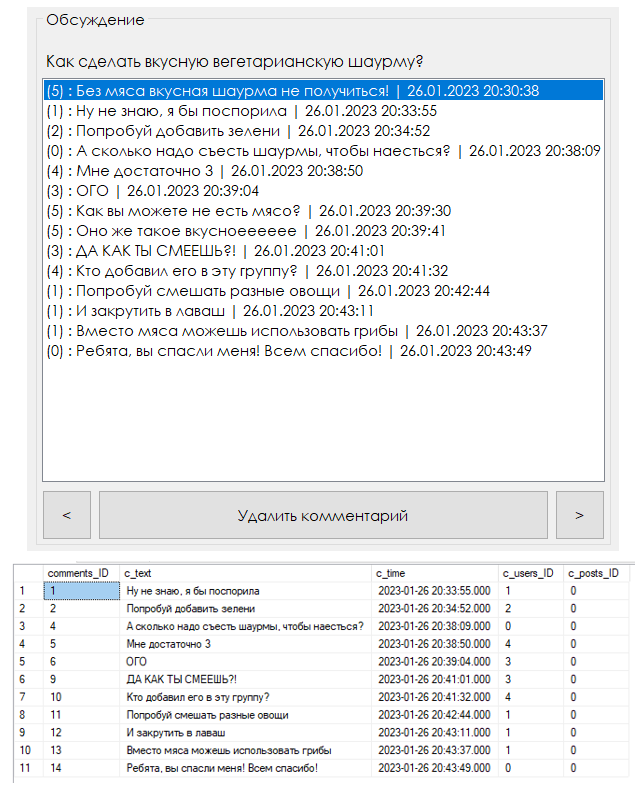 Обсуждение
Как сделать вкусную вегетарианскую шаурму?
(5) : Без мяса вкусная шаурма не получиться! | 26.01.2023 20:30:38
(1) : Ну не знаю, я бы поспорила | 26.01.2023 20:33:55
(2) : Попробуй добавить зелени | 26.01.2023 20:34:52
(0) : А сколько надо съесть шаурмы, чтобы наесться? | 26.01.2023 20:38:09
(4) : Мне достаточно 3 | 26.01.2023 20:38:50
(3) : ОГО | 26.01.2023 20:39:04
(5) : Как вы можете не есть мясо? | 26.01.2023 20:39:30
(5) : Оно же такое вкусноееееее | 26.01.2023 20:39:41
(3) : ДА КАК ТЫ СМЕЕШЬ?! | 26.01.2023 20:41:01
(4) : Кто добавил его в эту группу? | 26.01.2023 20:41:32
(1) : Попробуй смешать разные овощи | 26.01.2023 20:42:44
(1) : И закрутить в лаваш | 26.01.2023 20:43:11
(1) : Вместо мяса можешь использовать грибы | 26.01.2023 20:43:37
(0) : Ребята, вы спасли меня! Всем спасибо! | 26.01.2023 20:43:49
< Удалить комментарий >
comments_ID c_text c_time c_users_ID c_posts_ID
1 1 Ну не знаю, я бы поспорила 2023-01-26 20:33:55.000 1 0
2 2 Попробуй добавить зелени 2023-01-26 20:34:52.000 2 0
3 4 А сколько надо съесть шаурмы, чтобы наесться? 2023-01-26 20:38:09.000 0 0
4 5 Мне достаточно 3 2023-01-26 20:38:50.000 4 0
5 6 ОГО 2023-01-26 20:39:04.000 3 0
6 9 ДА КАК ТЫ СМЕЕШЬ?! 2023-01-26 20:41:01.000 3 0
7 10 Кто добавил его в эту группу? 2023-01-26 20:41:32.000 4 0
8 11 Попробуй смешать разные овощи 2023-01-26 20:42:44.000 1 0
9 12 И закрутить в лаваш 2023-01-26 20:43:11.000 1 0
10 13 Вместо мяса можешь использовать грибы 2023-01-26 20:43:37.000 1 0
11 14 Ребята, вы спасли меня! Всем спасибо! 2023-01-26 20:43:49.000 0 0